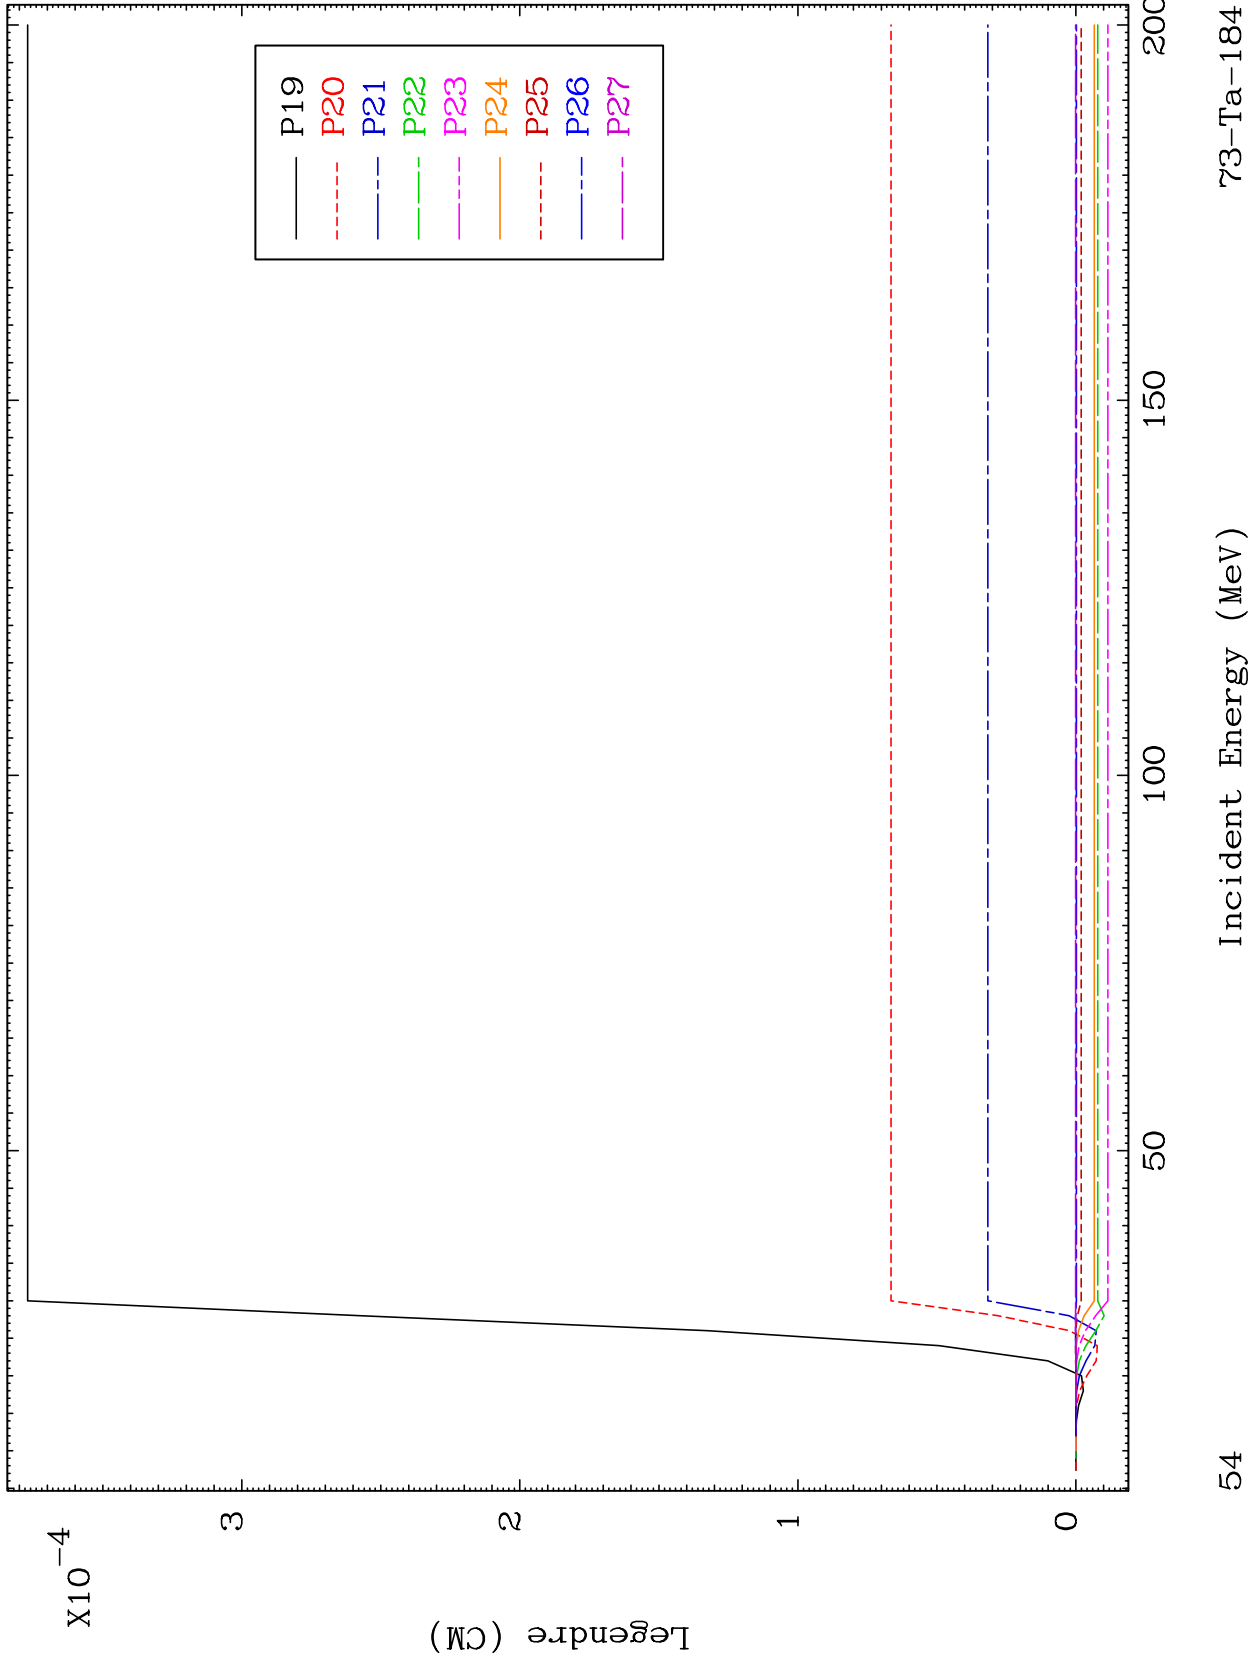 X10-4
3
2
1
0
Legendre (CM)
P19
P20
P21
P22
P23
P24
P25
P26
P27
50
100
150
200
Incident Energy (MeV)
54
73-Ta-184